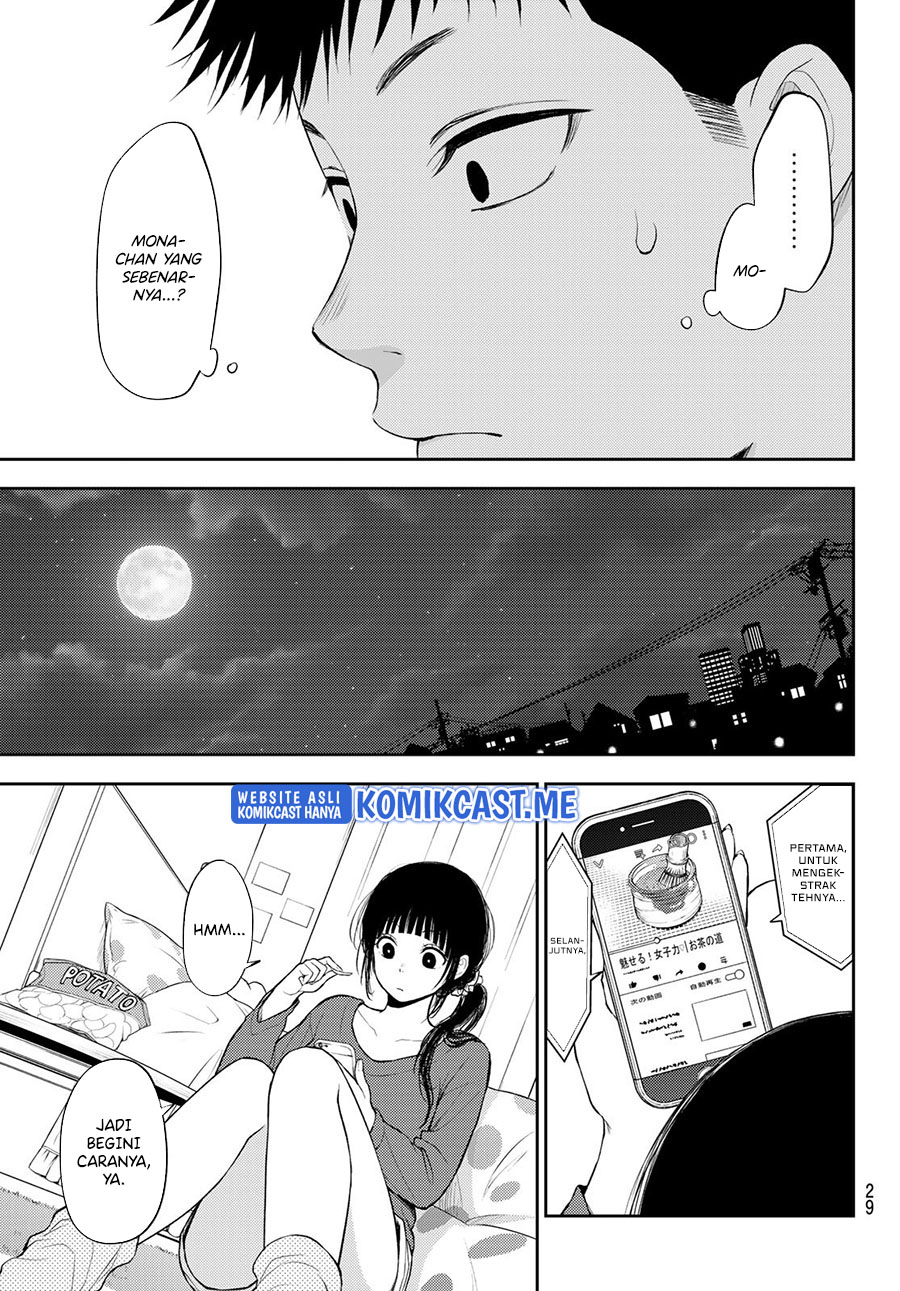 .........
MO-
MONA-
CHAN YANG
SEBENAR-
NYA...?
PERTAMA,
UNTUK
MENGEK-
STRAK
TEHNYA...
魅せる!女子力♡|お茶の道
自動再生
次の動画
SELAN-
JUTNYA,
WEBSITE ASLI
KOMIKCAST HANYA
KOMIKCAST.ME
HMM...
POTATO
JADI
BEGINI
CARANYA,
YA.
29